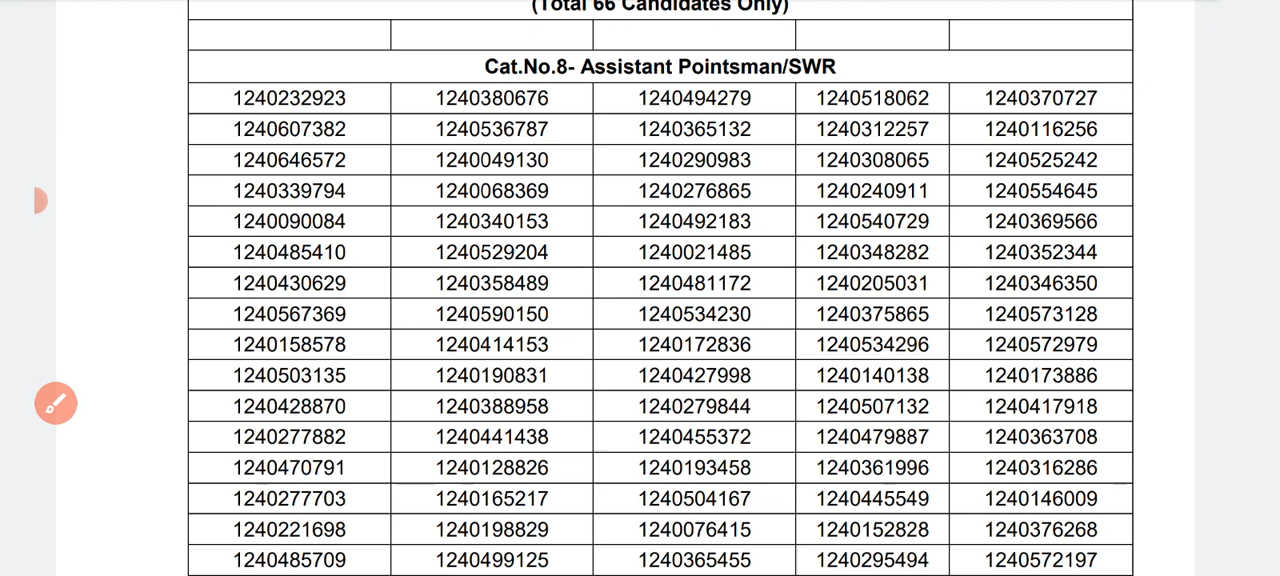 (Total 66 Candidates Only)
Cat.No.8- Assistant Pointsman/SWR
1240232923 1240380676 1240494279 1240518062 1240370727
1240607382 1240536787 1240365132 1240312257 1240116256
1240646572 1240049130 1240290983 1240308065 1240525242
1240339794 1240068369 1240276865 1240240911 1240554645
1240090084 1240340153 1240492183 1240540729 1240369566
1240485410 1240529204 1240021485 1240348282 1240352344
1240430629 1240358489 1240481172 1240205031 1240346350
1240567369 1240590150 1240534230 1240375865 1240573128
1240158578 1240414153 1240172836 1240534296 1240572979
1240503135 1240190831 1240427998 1240140138 1240173886
1240428870 1240388958 1240279844 1240507132 1240417918
1240277882 1240441438 1240455372 1240479887 1240363708
1240470791 1240128826 1240193458 1240361996 1240316286
1240277703 1240165217 1240504167 1240445549 1240146009
1240221698 1240198829 1240076415 1240152828 1240376268
1240485709 1240499125 1240365455 1240295494 1240572197